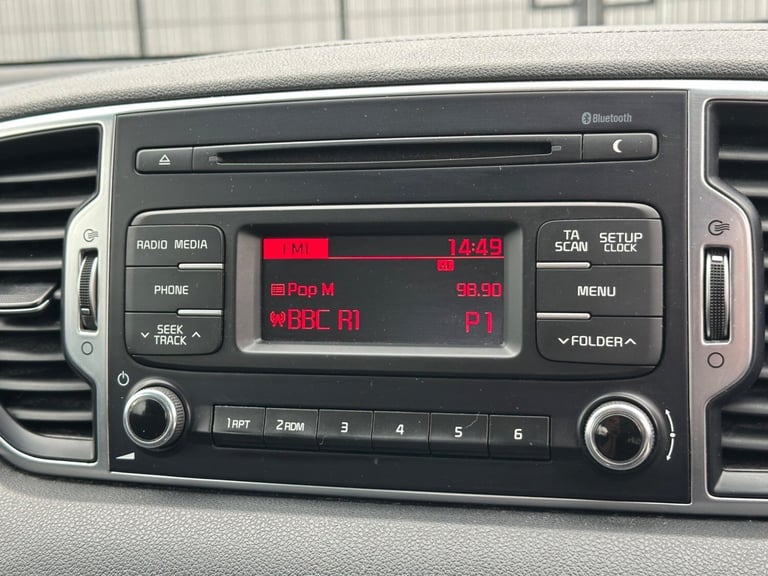 Bluetooth
RADIO MEDIA
PHONE
SEEK
TRACK
FM1 14:49
Pop M 98.90
BBC R1 P1
TA
SCAN
SETUP
CLOCK
MENU
FOLDER
1 RPT
2 RDM
3
4
5
6